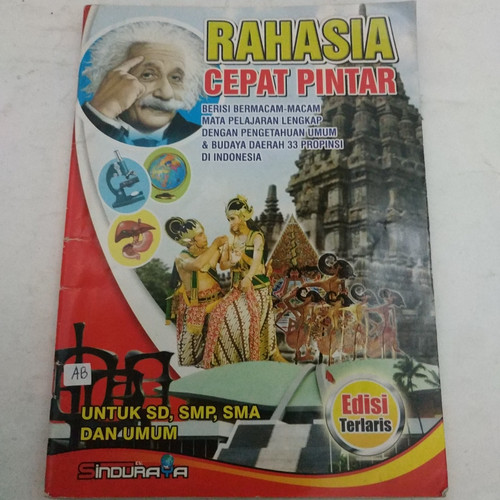 RAHASIA
CEPAT PINTAR
BERISI BERMACAM-MACAM
MATA PELAJARAN LENGKAP
DENGAN PENGETAHUAN UMUM
& BUDAYA DAERAH 33 PROPINSI
DI INDONESIA
AB
UNTUK SD, SMP, SMA
DAN UMUM
Edisi
Terlaris
SINDURAYA